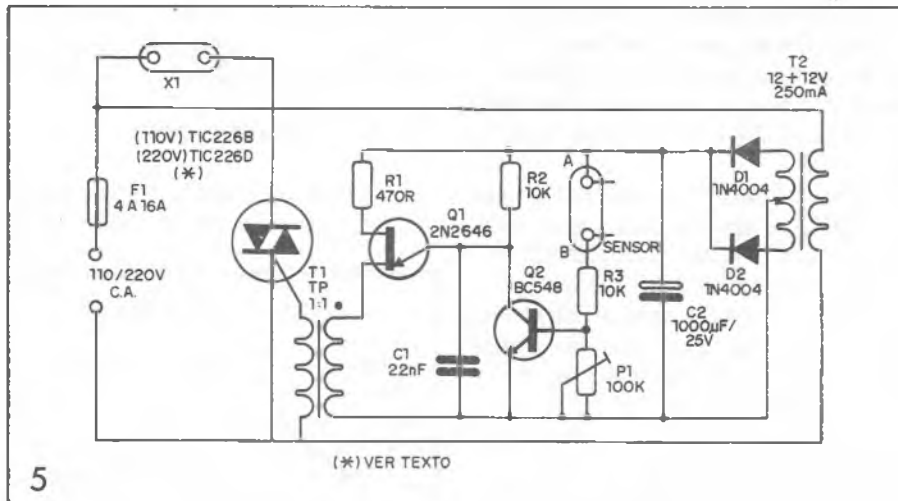 X1
T2
12+12V
250mA
(110V) TIC226B
(220V) TIC226D
(*)
F1
4 A 16A
110/220V
C.A.
R1
470R
Q1
2N2646
R2
10K
A
B
SENSOR
D1
1N4004
D2
1N4004
T1
TP
1:1
Q2
BC548
R3
10K
C2
1000µF/
25V
C1
22nF
P1
100K
(*) VER TEXTO
5